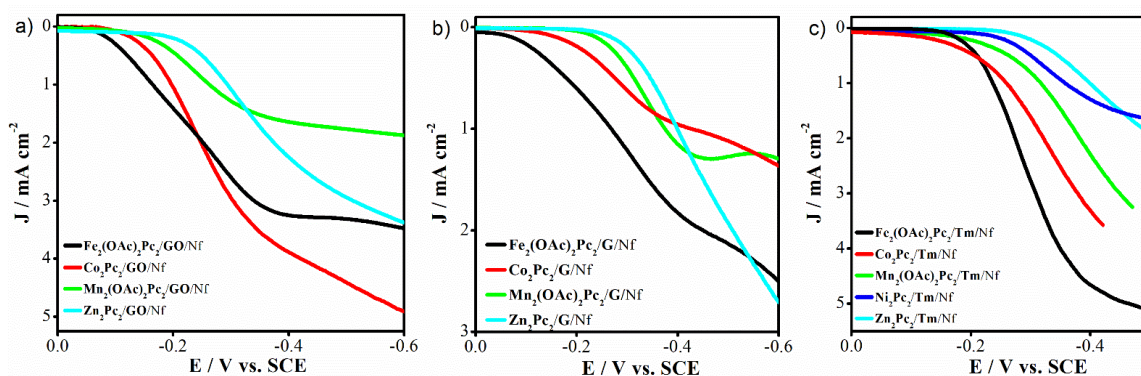 a)
0
1
2
3
4
5
J / mA cm⁻²
Fe₂(OAc)₂Pc₂/GO/Nf
Co₂Pc₂/GO/Nf
Mn₂(OAc)₂Pc₂/GO/Nf
Zn₂Pc₂/GO/Nf
0.0 -0.2 -0.4 -0.6
E / V vs. SCE
b)
0
1
2
3
J / mA cm⁻²
Fe₂(OAc)₂Pc₂/G/Nf
Co₂Pc₂/G/Nf
Mn₂(OAc)₂Pc₂/G/Nf
Zn₂Pc₂/G/Nf
0.0 -0.2 -0.4 -0.6
E / V vs. SCE
c)
0
1
2
3
4
5
J / mA cm⁻²
Fe₂(OAc)₂Pc₂/Tm/Nf
Co₂Pc₂/Tm/Nf
Mn₂(OAc)₂Pc₂/Tm/Nf
Ni₂Pc₂/Tm/Nf
Zn₂Pc₂/Tm/Nf
0.0 -0.2 -0.4
E / V vs. SCE